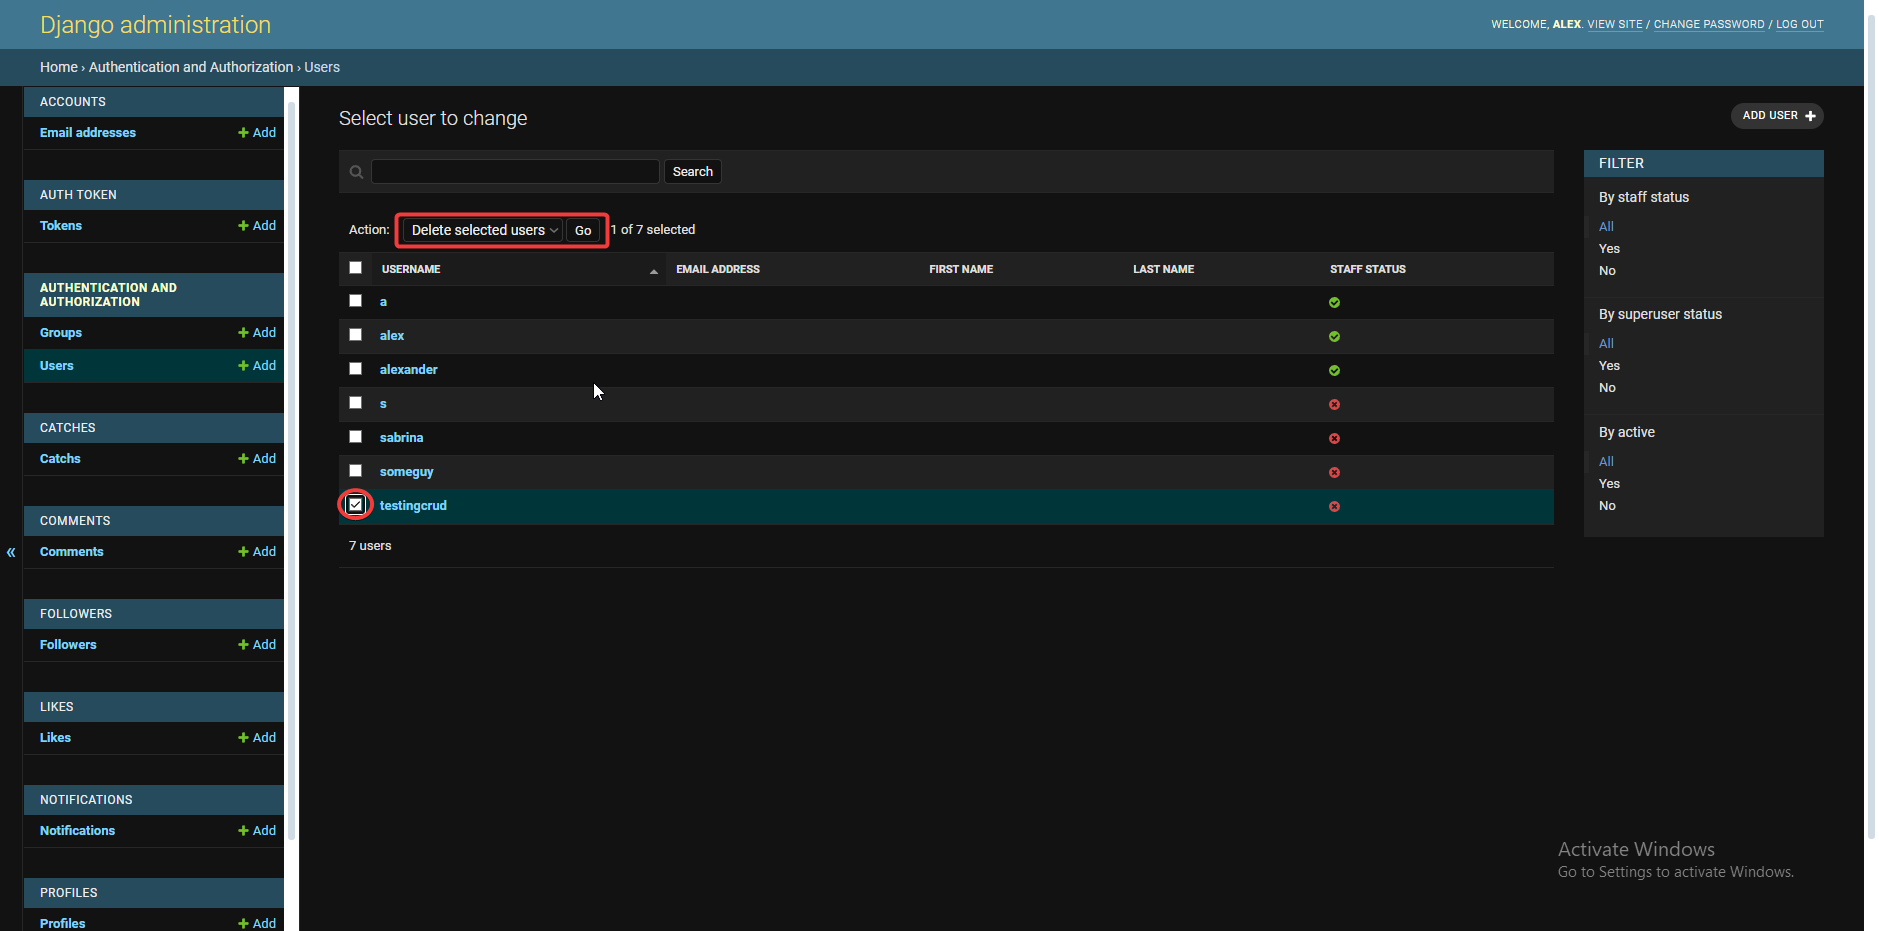 Django administration
WELCOME, ALEX. VIEW SITE / CHANGE PASSWORD / LOG OUT
Home › Authentication and Authorization › Users
ACCOUNTS
Email addresses + Add
AUTH TOKEN
Tokens + Add
AUTHENTICATION AND
AUTHORIZATION
Groups + Add
Users + Add
CATCHES
Catchs + Add
COMMENTS
Comments + Add
FOLLOWERS
Followers + Add
LIKES
Likes + Add
NOTIFICATIONS
Notifications + Add
PROFILES
Profiles + Add
«
Select user to change
ADD USER +
Search
Action: Delete selected users Go 1 of 7 selected
USERNAME EMAIL ADDRESS FIRST NAME LAST NAME STAFF STATUS
a
alex
alexander
s
sabrina
someguy
testingcrud
7 users
FILTER
By staff status
All
Yes
No
By superuser status
All
Yes
No
By active
All
Yes
No
Activate Windows
Go to Settings to activate Windows.